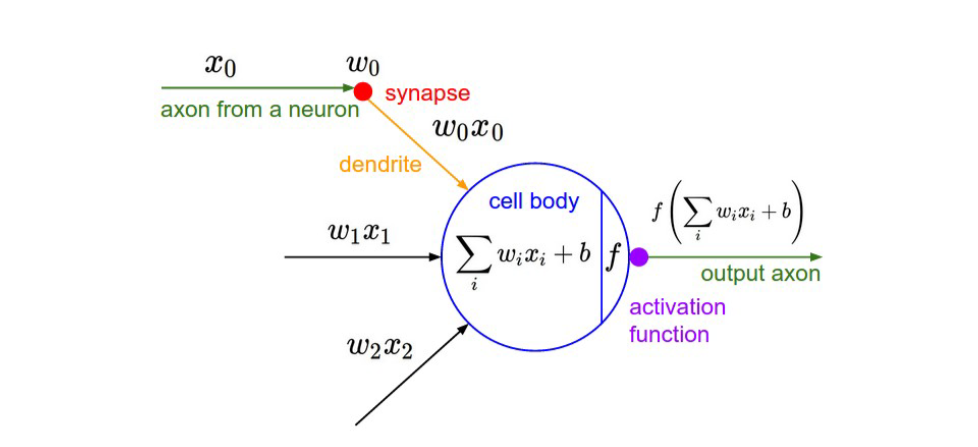 x₀
w₀
axon from a neuron
synapse
w₀x₀
dendrite
cell body
f(∑ᵢ wᵢxᵢ + b)
w₁x₁
∑ᵢ wᵢxᵢ + b
f
output axon
activation
function
w₂x₂